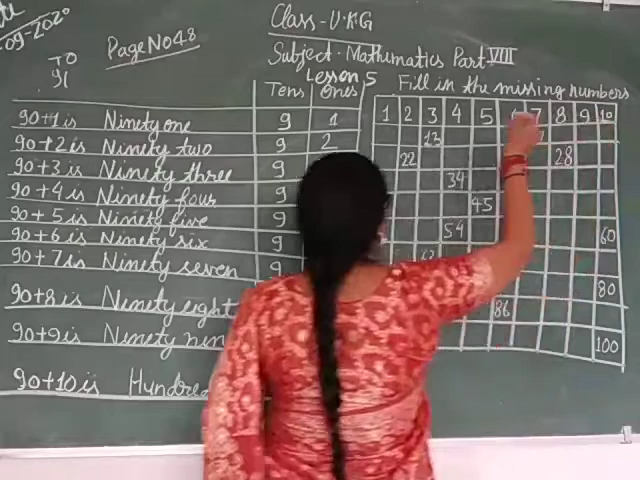 -09-2020
Page No 48
Class - U.K.G
Subject - Mathematics Part VIII
Lesson 5
Fill in the missing numbers
TO
91
Tens Ones
90+1 is Ninety one 9 1
90+2 is Ninety two 9 2
90+3 is Ninety three 9
90+4 is Ninety four 9
90+5 is Ninety five 9
90+6 is Ninety six 9
90+7 is Ninety seven 9
90+8 is Ninety eight
90+9 is Ninety nin
90+10 is Hundred
1 2 3 4 5 6 7 8 9 10
13
22 28
34
45
54 60
80
86
100